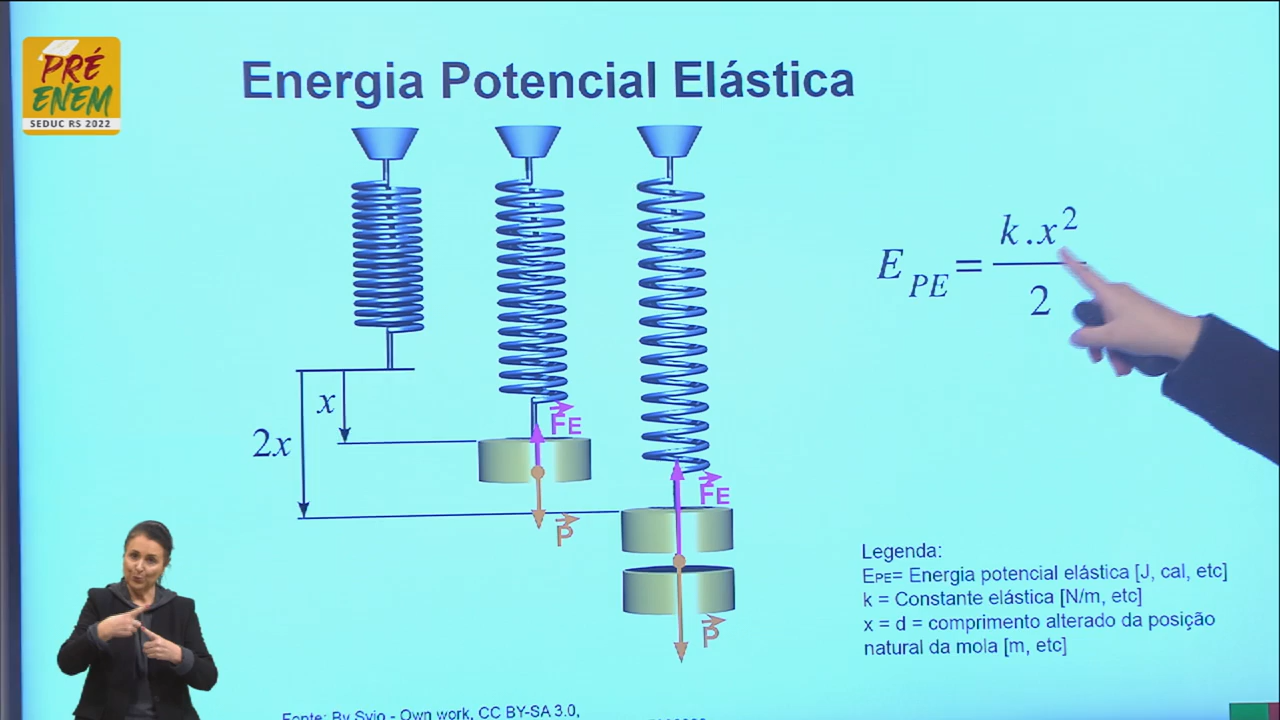 PRÉ
ENEM
SEDUC RS 2022
Energia Potencial Elástica
E PE = k.x² / 2
x
2x
FE
P
FE
P
Legenda:
EPE= Energia potencial elástica [J, cal, etc]
k = Constante elástica [N/m, etc]
x = d = comprimento alterado da posição
natural da mola [m, etc]
Fonte: By Svjo - Own work, CC BY-SA 3.0,